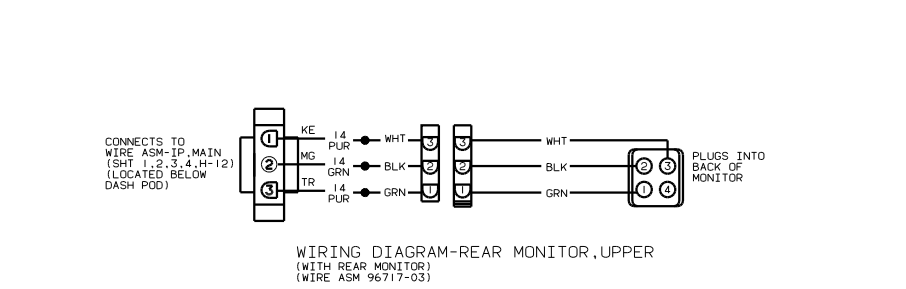 CONNECTS TO
WIRE ASM-IP,MAIN
(SHT 1,2,3,4,H-12)
(LOCATED BELOW
DASH POD)
1
2
3
KE
MG
TR
14
PUR
14
GRN
14
PUR
WHT
BLK
GRN
3
2
1
3
2
1
WHT
BLK
GRN
2
3
1
4
PLUGS INTO
BACK OF
MONITOR
WIRING DIAGRAM-REAR MONITOR,UPPER
(WITH REAR MONITOR)
(WIRE ASM 96717-03)